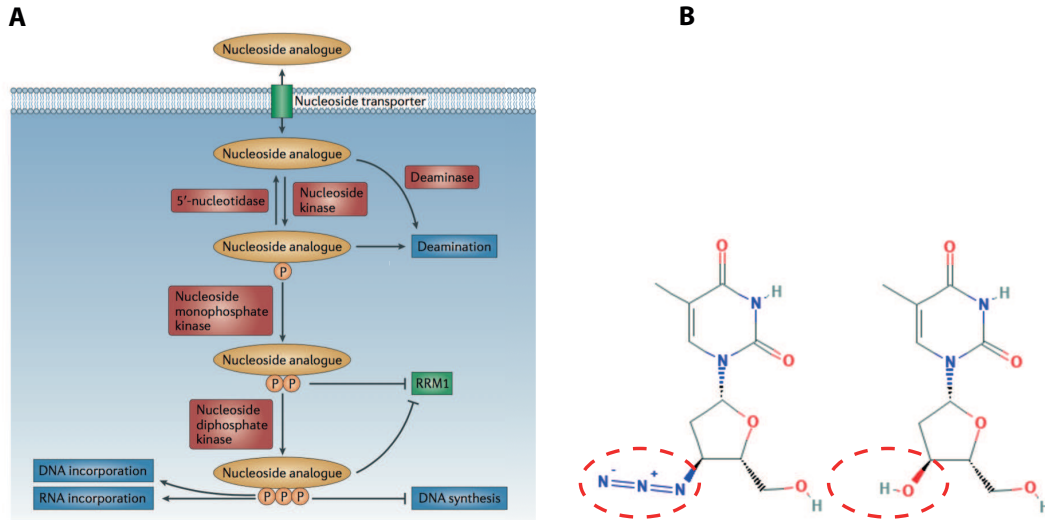 A
B
Nucleoside analogue
Nucleoside transporter
Nucleoside analogue
Deaminase
5′-nucleotidase
Nucleoside
kinase
Nucleoside analogue
Deamination
P
Nucleoside
monophosphate
kinase
Nucleoside analogue
P P
RRM1
Nucleoside
diphosphate
kinase
Nucleoside analogue
P P P
DNA incorporation
RNA incorporation
DNA synthesis
O
N H
N O
O
N - N + N
O H
O
N H
N O
O
H O
O H